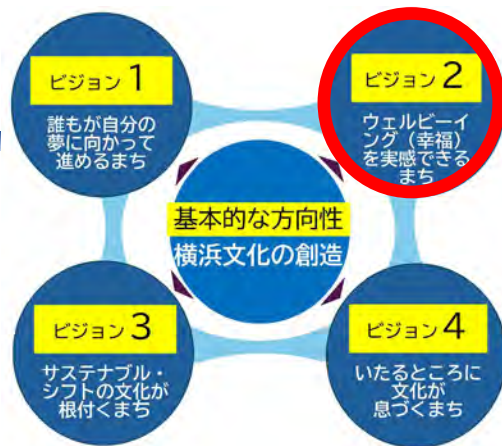 ビジョン 1
誰もが自分の
夢に向かって
進めるまち
ビジョン 2
ウェルビーイ
ング（幸福）
を実感できる
まち
基本的な方向性
横浜文化の創造
ビジョン 3
サステナブル・
シフトの文化が
根付くまち
ビジョン 4
いたるところに
文化が
息づくまち